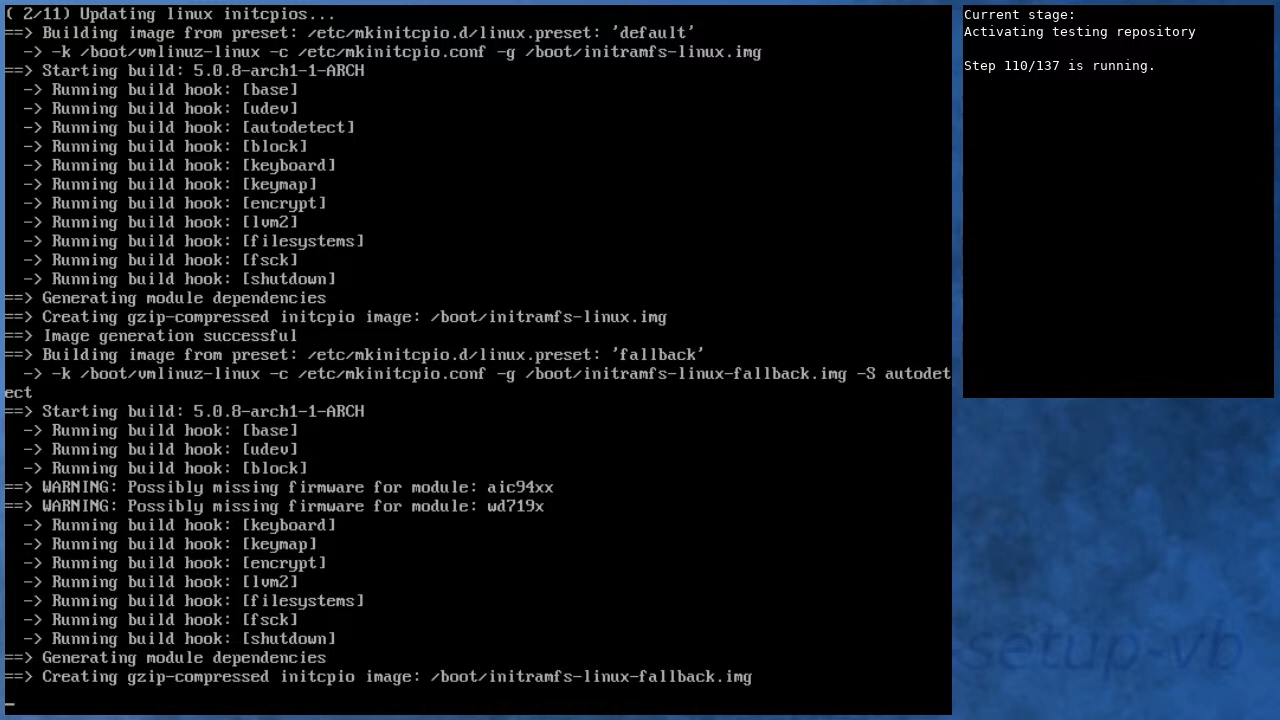 ( 2/11) Updating linux initcpios...
==> Building image from preset: /etc/mkinitcpio.d/linux.preset: 'default'
  -> -k /boot/vmlinuz-linux -c /etc/mkinitcpio.conf -g /boot/initramfs-linux.img
==> Starting build: 5.0.8-arch1-1-ARCH
  -> Running build hook: [base]
  -> Running build hook: [udev]
  -> Running build hook: [autodetect]
  -> Running build hook: [block]
  -> Running build hook: [keyboard]
  -> Running build hook: [keymap]
  -> Running build hook: [encrypt]
  -> Running build hook: [lvm2]
  -> Running build hook: [filesystems]
  -> Running build hook: [fsck]
  -> Running build hook: [shutdown]
==> Generating module dependencies
==> Creating gzip-compressed initcpio image: /boot/initramfs-linux.img
==> Image generation successful
==> Building image from preset: /etc/mkinitcpio.d/linux.preset: 'fallback'
  -> -k /boot/vmlinuz-linux -c /etc/mkinitcpio.conf -g /boot/initramfs-linux-fallback.img -S autodet
ect
==> Starting build: 5.0.8-arch1-1-ARCH
  -> Running build hook: [base]
  -> Running build hook: [udev]
  -> Running build hook: [block]
==> WARNING: Possibly missing firmware for module: aic94xx
==> WARNING: Possibly missing firmware for module: wd719x
  -> Running build hook: [keyboard]
  -> Running build hook: [keymap]
  -> Running build hook: [encrypt]
  -> Running build hook: [lvm2]
  -> Running build hook: [filesystems]
  -> Running build hook: [fsck]
  -> Running build hook: [shutdown]
==> Generating module dependencies
==> Creating gzip-compressed initcpio image: /boot/initramfs-linux-fallback.img
_
Current stage:
Activating testing repository
Step 110/137 is running.
setup-vb